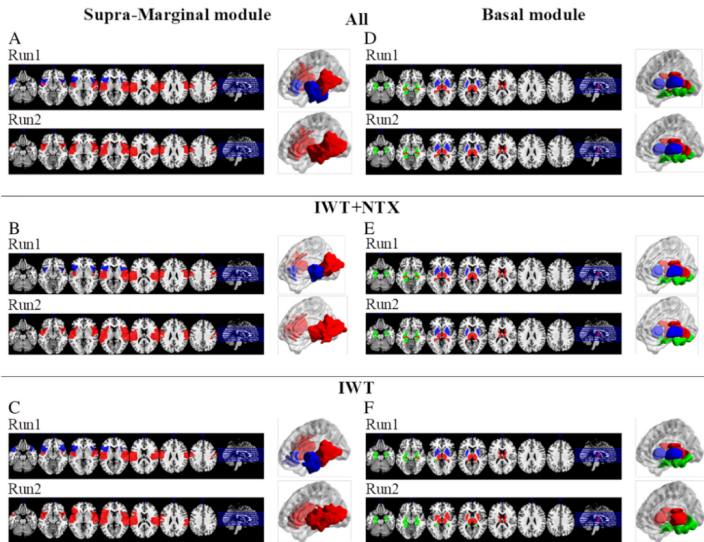 Supra-Marginal module
Basal module
All
A
D
Run1
Run1
Run2
Run2
IWT+NTX
B
E
Run1
Run1
Run2
Run2
IWT
C
F
Run1
Run1
Run2
Run2